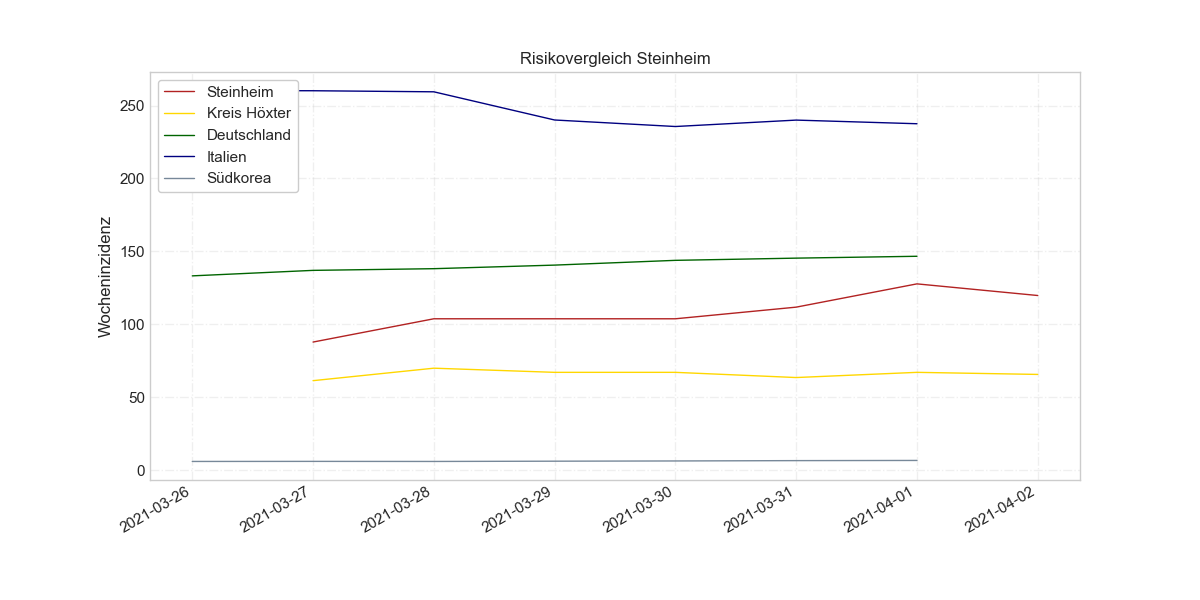 Risikovergleich Steinheim
Steinheim
Kreis Höxter
Deutschland
Italien
Südkorea
Wocheninzidenz
250
200
150
100
50
0
2021-03-26
2021-03-27
2021-03-28
2021-03-29
2021-03-30
2021-03-31
2021-04-01
2021-04-02